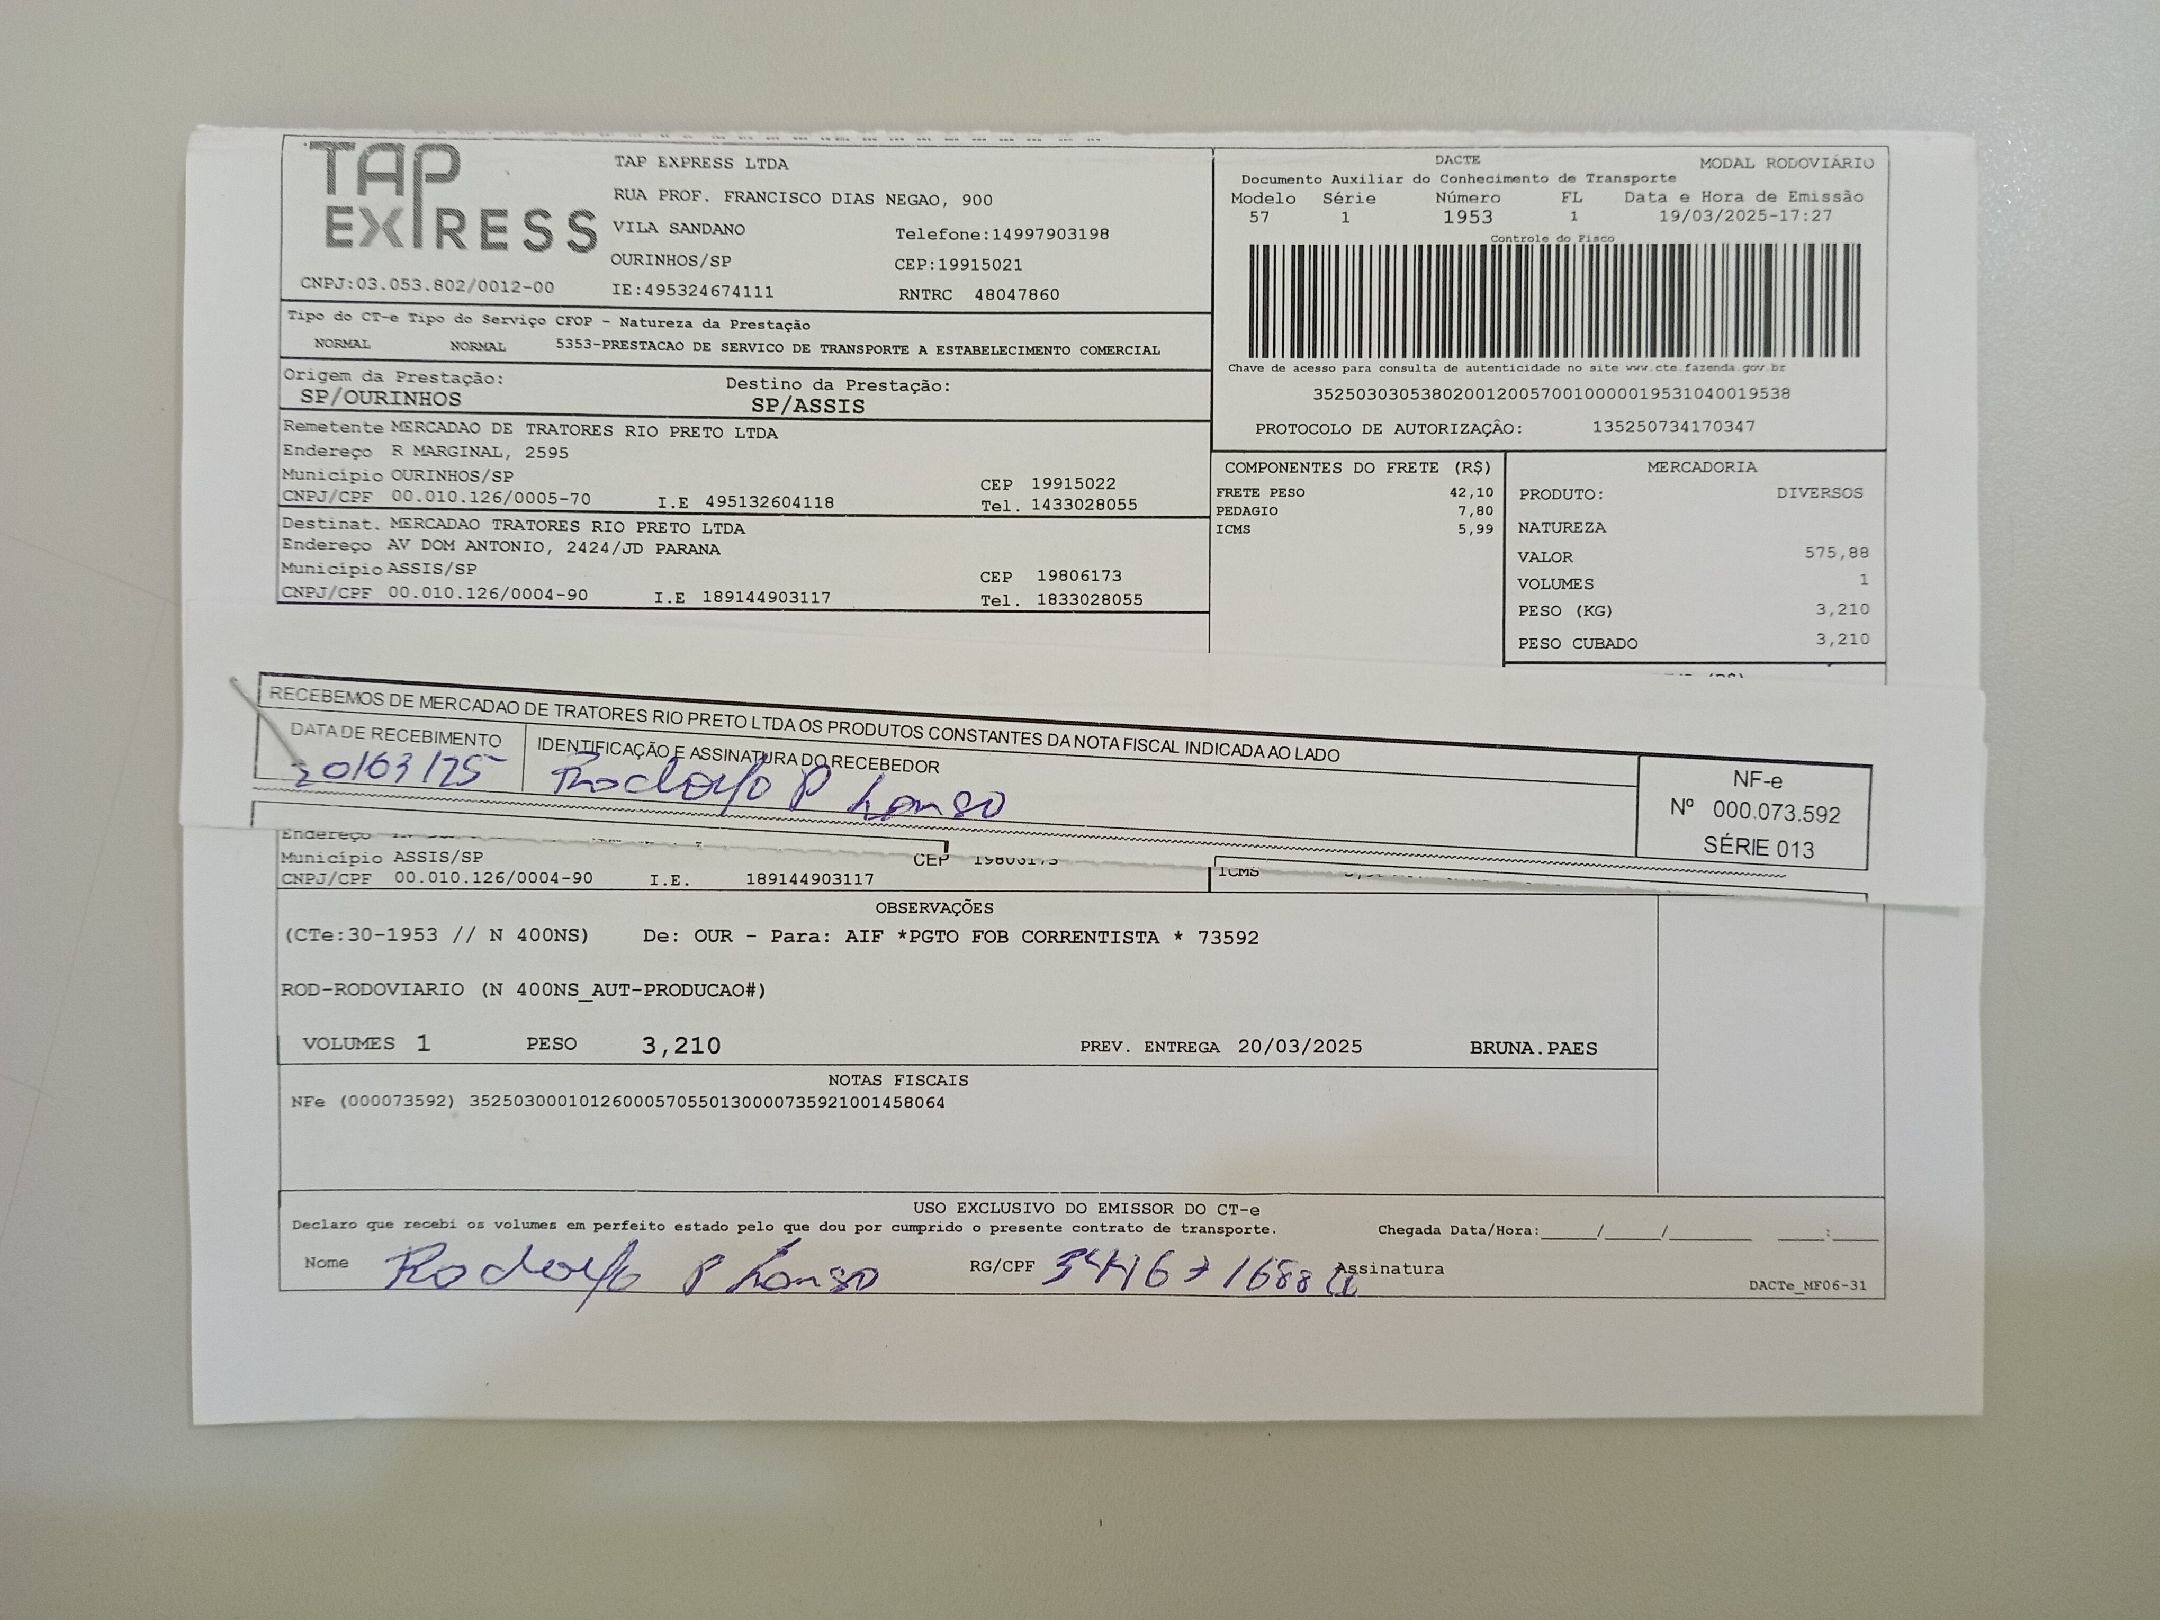 TAP EXPRESS
TAP EXPRESS LTDA
RUA PROF. FRANCISCO DIAS NEGAO, 900
VILA SANDANO Telefone:14997903198
OURINHOS/SP CEP:19915021
CNPJ:03.053.802/0012-00 IE:495324674111 RNTRC 48047860
DACTE MODAL RODOVIÁRIO
Documento Auxiliar do Conhecimento de Transporte
Modelo Série Número FL Data e Hora de Emissão
57 1 1953 1 19/03/2025-17:27
Controle do Fisco
Chave de acesso para consulta de autenticidade no site www.cte.fazenda.gov.br
35250303053802001200570010000019531040019538
PROTOCOLO DE AUTORIZAÇÃO: 135250734170347
Tipo do CT-e Tipo do Serviço CFOP - Natureza da Prestação
NORMAL NORMAL 5353-PRESTACAO DE SERVICO DE TRANSPORTE A ESTABELECIMENTO COMERCIAL
Origem da Prestação: Destino da Prestação:
SP/OURINHOS SP/ASSIS
Remetente MERCADAO DE TRATORES RIO PRETO LTDA
Endereço R MARGINAL, 2595
Município OURINHOS/SP CEP 19915022
CNPJ/CPF 00.010.126/0005-70 I.E 495132604118 Tel. 1433028055
Destinat. MERCADAO TRATORES RIO PRETO LTDA
Endereço AV DOM ANTONIO, 2424/JD PARANA
Município ASSIS/SP CEP 19806173
CNPJ/CPF 00.010.126/0004-90 I.E 189144903117 Tel. 1833028055
COMPONENTES DO FRETE (R$)
FRETE PESO 42,10
PEDAGIO 7,80
ICMS 5,99
MERCADORIA
PRODUTO: DIVERSOS
NATUREZA
VALOR 575,88
VOLUMES 1
PESO (KG) 3,210
PESO CUBADO 3,210
RECEBEMOS DE MERCADAO DE TRATORES RIO PRETO LTDA OS PRODUTOS CONSTANTES DA NOTA FISCAL INDICADA AO LADO
DATA DE RECEBIMENTO IDENTIFICAÇÃO E ASSINATURA DO RECEBEDOR
20/03/25 Rodolfo P
NF-e
Nº 000.073.592
SÉRIE 013
Endereço
Município ASSIS/SP CEP 19806173
CNPJ/CPF 00.010.126/0004-90 I.E. 189144903117
ICMS
OBSERVAÇÕES
(CTe:30-1953 // N 400NS) De: OUR - Para: AIF *PGTO FOB CORRENTISTA * 73592
ROD-RODOVIARIO (N 400NS_AUT-PRODUCAO#)
VOLUMES 1 PESO 3,210 PREV. ENTREGA 20/03/2025 BRUNA.PAES
NOTAS FISCAIS
NFe (000073592) 35250300010126000570550130000735921001458064
USO EXCLUSIVO DO EMISSOR DO CT-e
Declaro que recebi os volumes em perfeito estado pelo que dou por cumprido o presente contrato de transporte. Chegada Data/Hora:_____/_____/________ _____:_____
Nome Rodolfo P RG/CPF Assinatura
DACTe_MF06-31